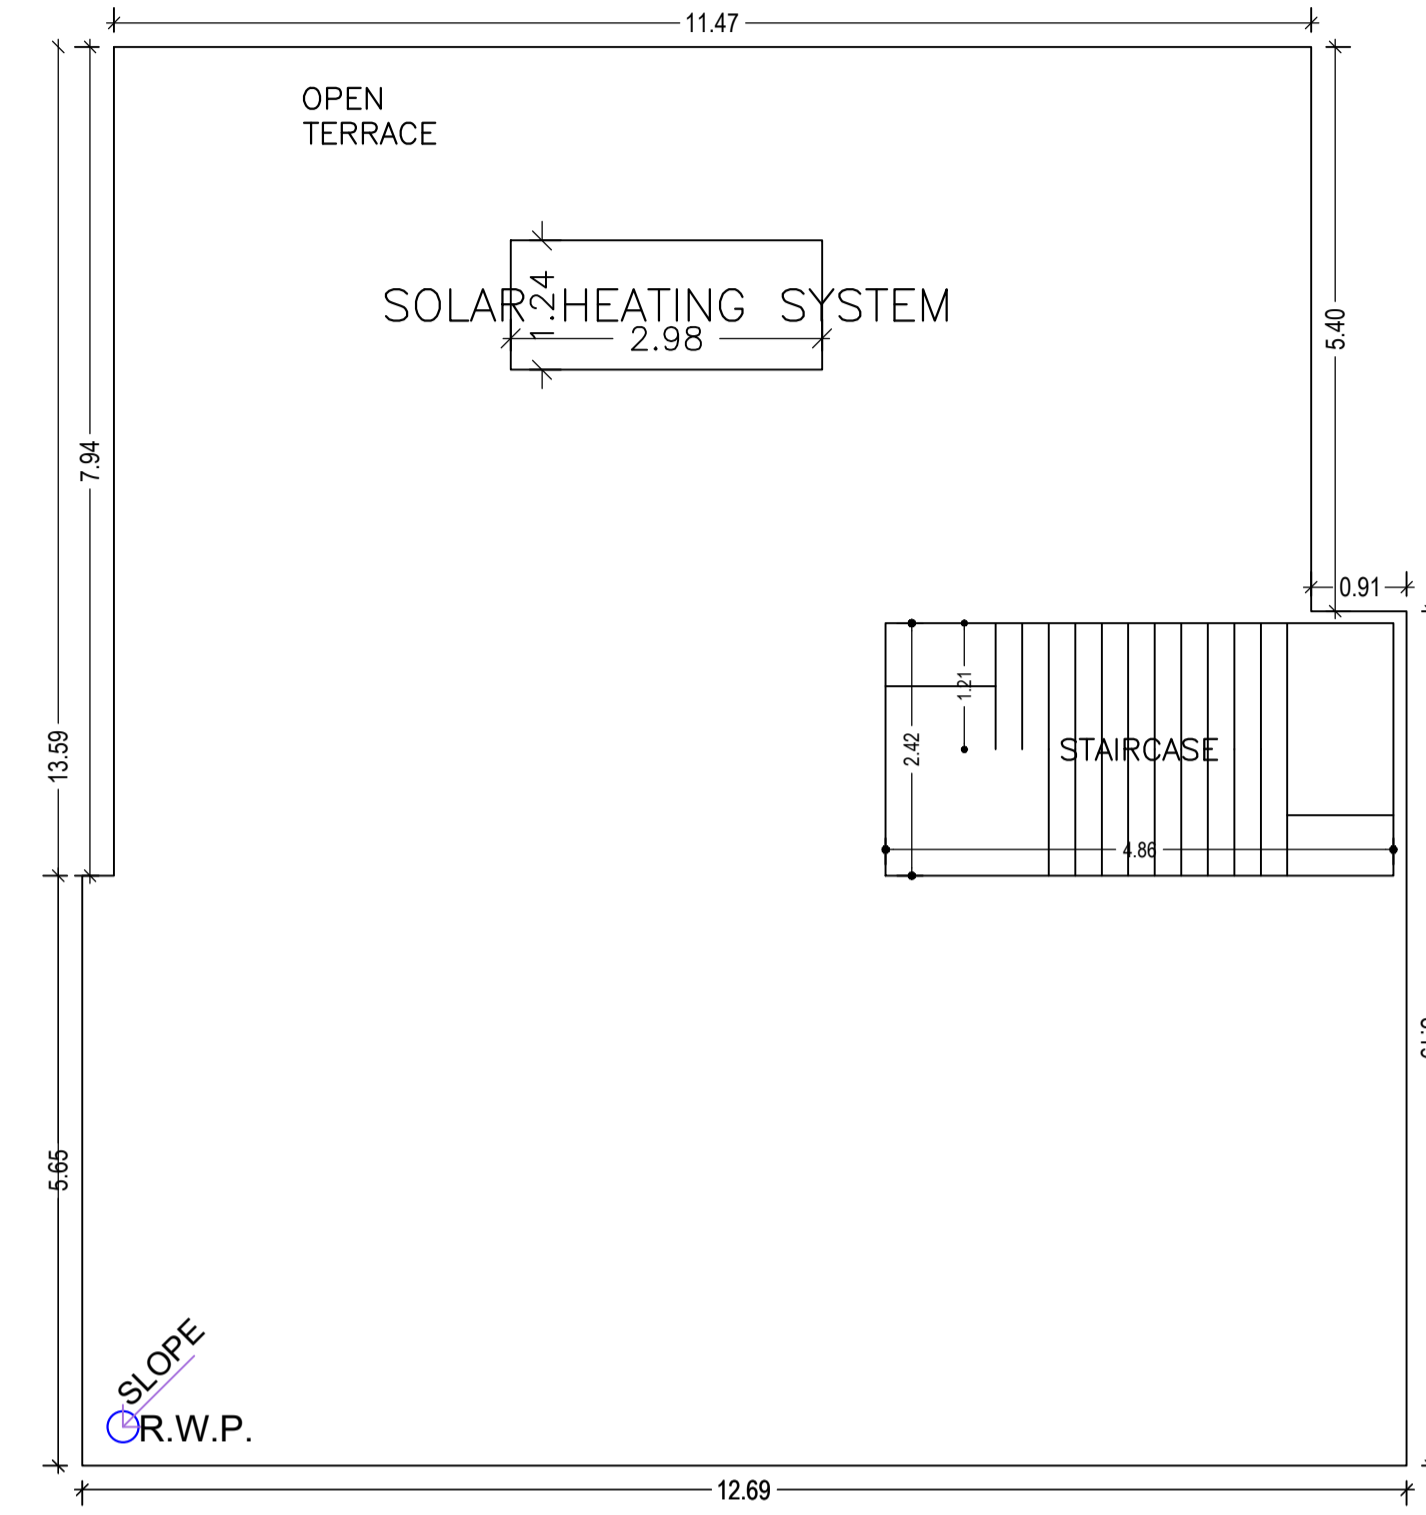 11.47
OPEN
TERRACE
SOLAR HEATING SYSTEM
1.24
2.98
5.40
7.94
0.91
1.21
13.59
2.42
STAIRCASE
4.86
5.65
SLOPE
R.W.P.
12.69